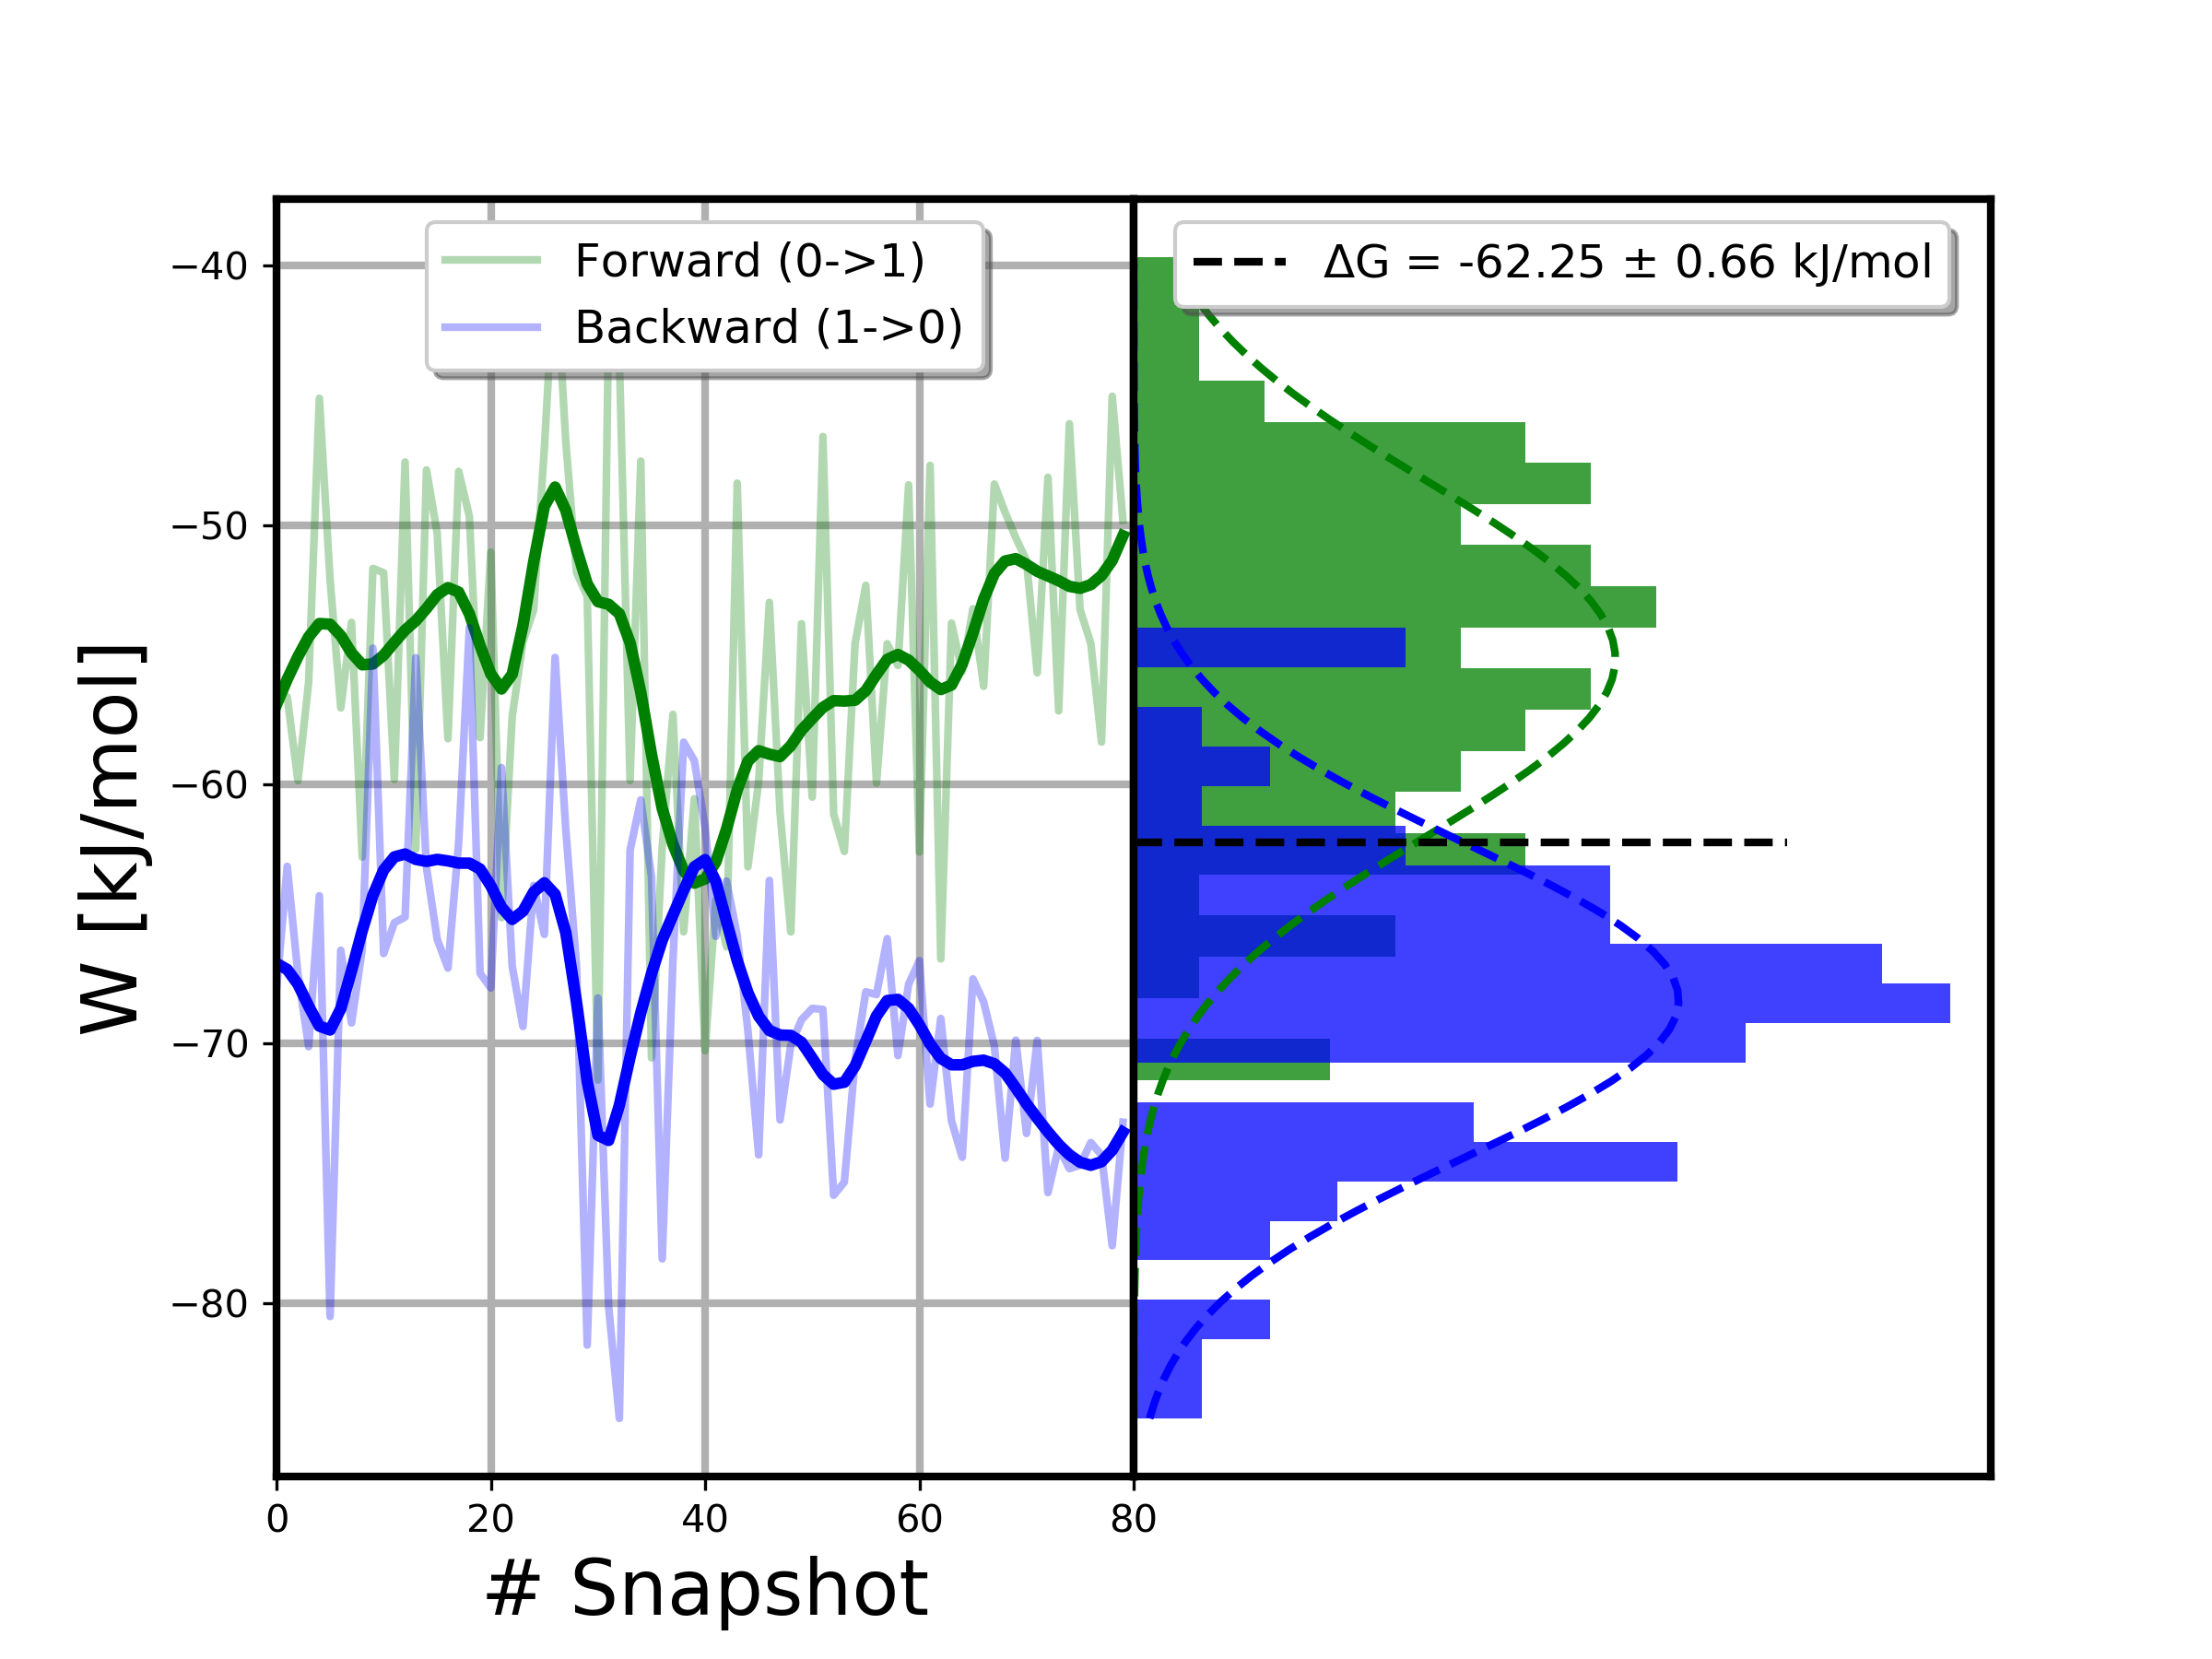 Forward (0->1)
Backward (1->0)
ΔG = -62.25 ± 0.66 kJ/mol
W [kJ/mol]
−40
−50
−60
−70
−80
0
20
40
60
80
# Snapshot